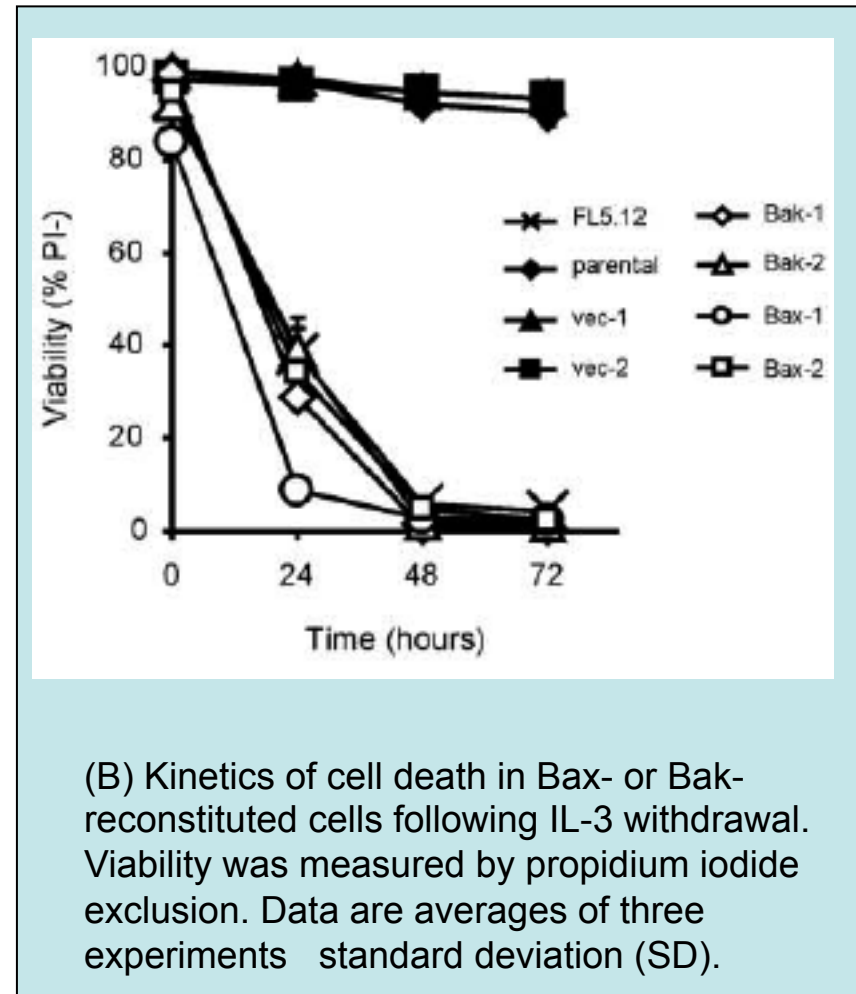 100
80
60
40
20
0
Viability (% PI-)
0 24 48 72
Time (hours)
FL5.12
parental
vec-1
vec-2
Bak-1
Bak-2
Bax-1
Bax-2
(B) Kinetics of cell death in Bax- or Bak-
reconstituted cells following IL-3 withdrawal.
Viability was measured by propidium iodide
exclusion. Data are averages of three
experiments standard deviation (SD).